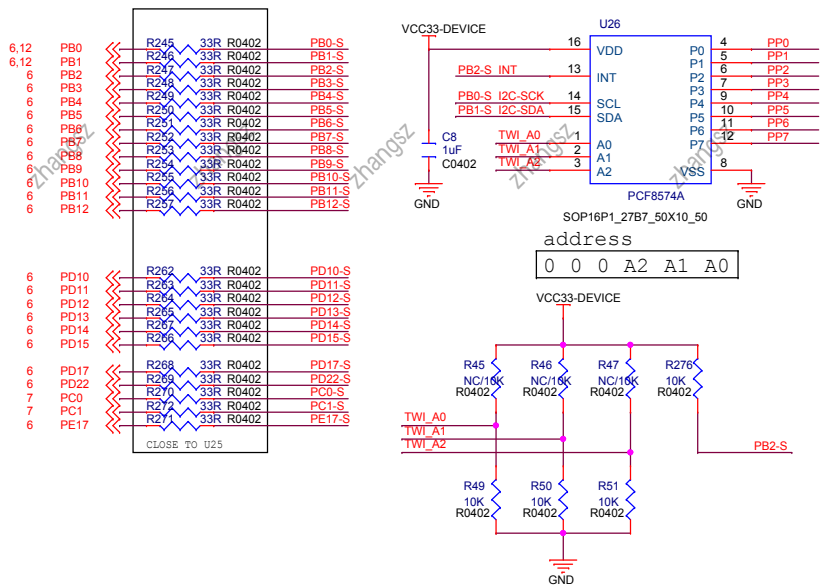 6,12 PB0 R245 33R R0402 PB0-S
6,12 PB1 R246 33R R0402 PB1-S
6 PB2 R247 33R R0402 PB2-S
6 PB3 R248 33R R0402 PB3-S
6 PB4 R249 33R R0402 PB4-S
6 PB5 R250 33R R0402 PB5-S
6 PB6 R251 33R R0402 PB6-S
6 PB7 R252 33R R0402 PB7-S
6 PB8 R253 33R R0402 PB8-S
6 PB9 R254 33R R0402 PB9-S
6 PB10 R255 33R R0402 PB10-S
6 PB11 R256 33R R0402 PB11-S
6 PB12 R257 33R R0402 PB12-S
6 PD10 R262 33R R0402 PD10-S
6 PD11 R263 33R R0402 PD11-S
6 PD12 R264 33R R0402 PD12-S
6 PD13 R265 33R R0402 PD13-S
6 PD14 R267 33R R0402 PD14-S
6 PD15 R266 33R R0402 PD15-S
6 PD17 R268 33R R0402 PD17-S
6 PD22 R269 33R R0402 PD22-S
7 PC0 R270 33R R0402 PC0-S
7 PC1 R272 33R R0402 PC1-S
6 PE17 R271 33R R0402 PE17-S
CLOSE TO U25
zhangsz
zhangsz
zhangsz
zhangsz
VCC33-DEVICE
U26
16 VDD P0 4 PP0
P1 5 PP1
PB2-S INT 13 INT P2 6 PP2
P3 7 PP3
PB0-S I2C-SCK 14 SCL P4 9 PP4
PB1-S I2C-SDA 15 SDA P5 10 PP5
P6 11 PP6
TWI_A0 1 A0 P7 12 PP7
TWI_A1 2 A1
TWI_A2 3 A2 VSS 8
C8
1uF
C0402
GND
GND
PCF8574A
SOP16P1_27B7_50X10_50
address
0 0 0 A2 A1 A0
VCC33-DEVICE
R45 R46 R47 R276
NC/10K NC/10K NC/10K 10K
R0402 R0402 R0402 R0402
TWI_A0
TWI_A1
TWI_A2 PB2-S
R49 R50 R51
10K 10K 10K
R0402 R0402 R0402
GND